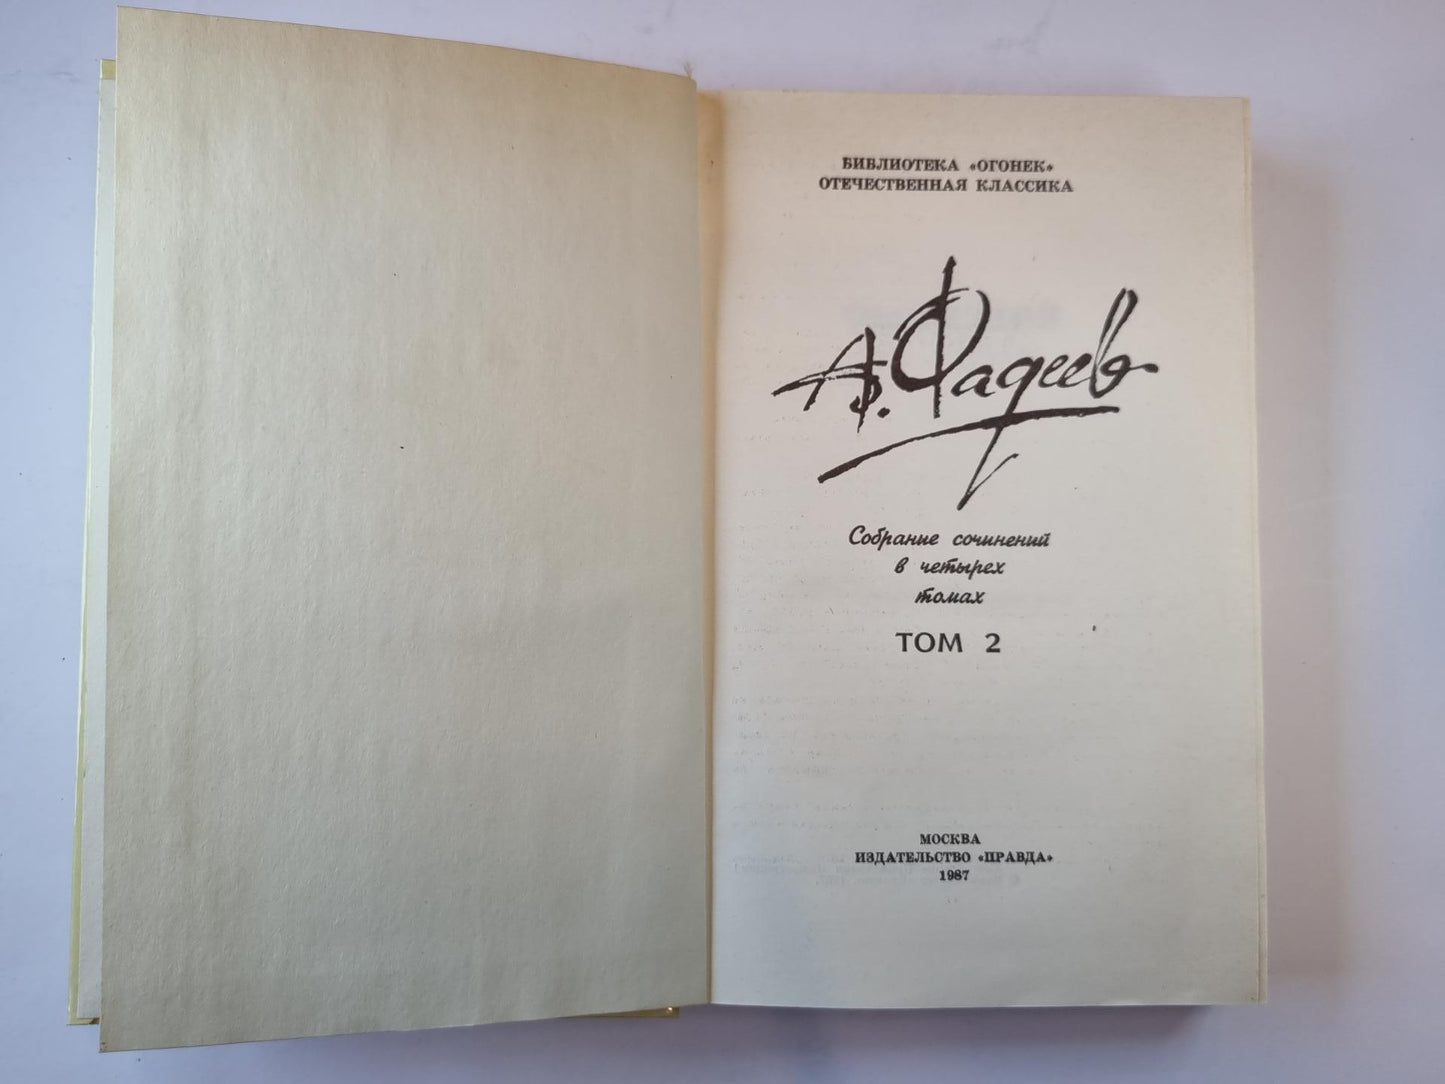 БИБЛИОТЕКА «ОГОНЕК»
ОТЕЧЕСТВЕННАЯ КЛАССИКА
А. Фадеев
Собрание сочинений
в четырех
томах
ТОМ 2
МОСКВА
ИЗДАТЕЛЬСТВО «ПРАВДА»
1987